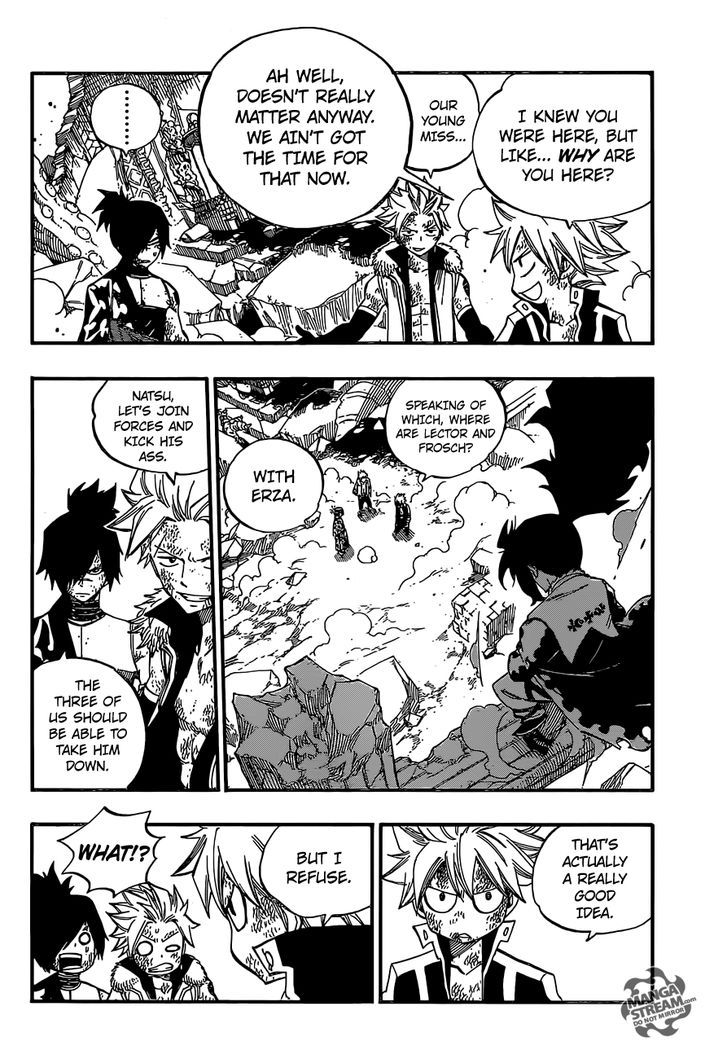 I KNEW YOU
WERE HERE, BUT
LIKE... WHY ARE
YOU HERE?
OUR
YOUNG
MISS...
AH WELL,
DOESN'T REALLY
MATTER ANYWAY.
WE AIN'T GOT
THE TIME FOR
THAT NOW.
......
SPEAKING OF
WHICH, WHERE
ARE LECTOR AND
FROSCH?
WITH
ERZA.
NATSU,
LET'S JOIN
FORCES AND
KICK HIS
ASS.
THE
THREE OF
US SHOULD
BE ABLE TO
TAKE HIM
DOWN.
THAT'S
ACTUALLY
A REALLY
GOOD
IDEA.
BUT I
REFUSE.
WHAT!?
MANGA
STREAM.com
DO NOT MIRROR!